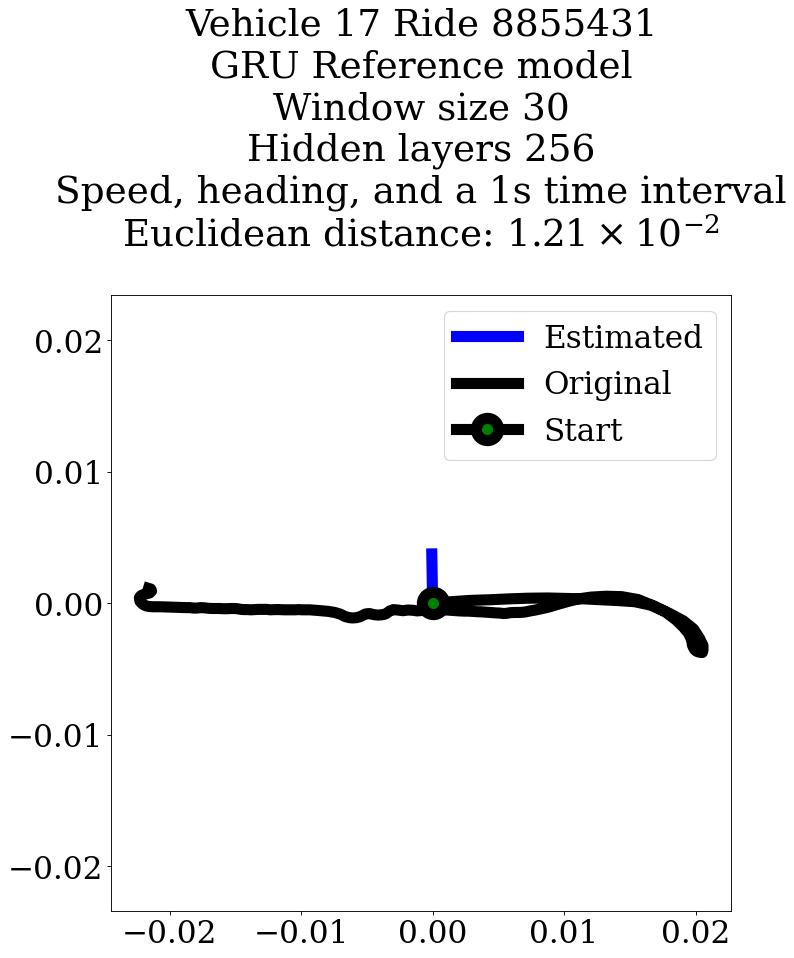 Vehicle 17 Ride 8855431
GRU Reference model
Window size 30
Hidden layers 256
Speed, heading, and a 1s time interval
Euclidean distance: 1.21 × 10⁻²
Estimated
Original
Start
0.02
0.01
0.00
−0.01
−0.02
−0.02 −0.01 0.00 0.01 0.02